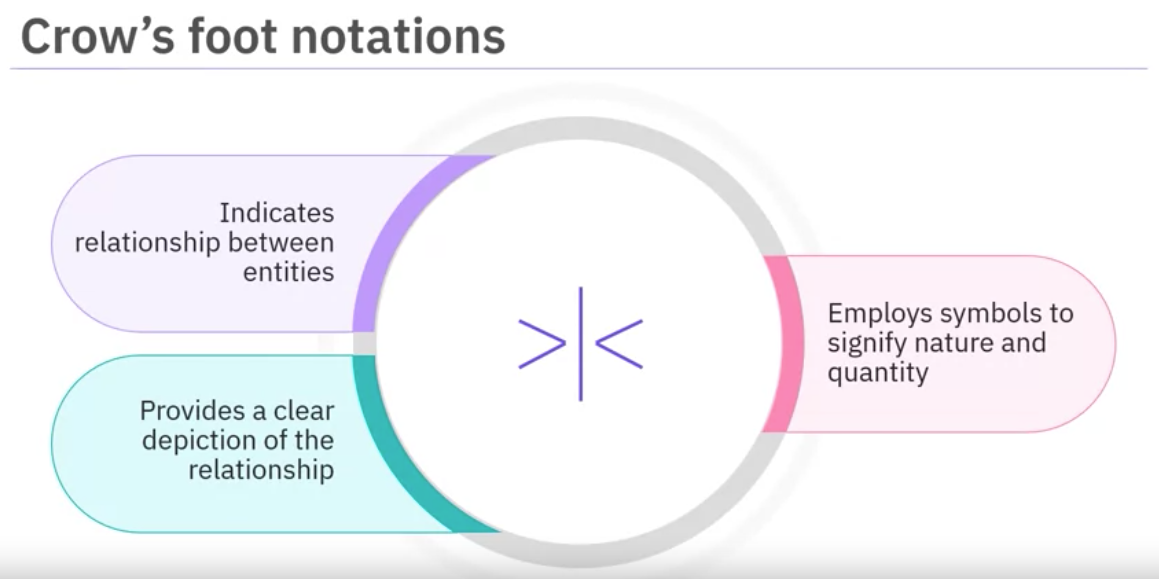 Crow’s foot notations
Indicates
relationship between
entities
Provides a clear
depiction of the
relationship
Employs symbols to
signify nature and
quantity